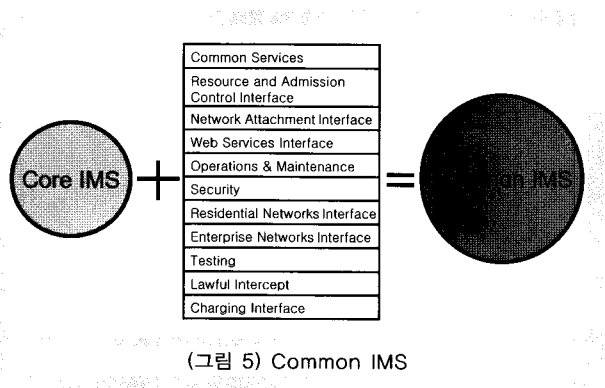 Common Services
Resource and Admission
Control Interface
Network Attachment Interface
Web Services Interface
Core IMS
+
Operations & Maintenance
=
Security
Residential Networks Interface
Enterprise Networks Interface
Testing
Lawful Intercept
Charging Interface
(그림 5) Common IMS